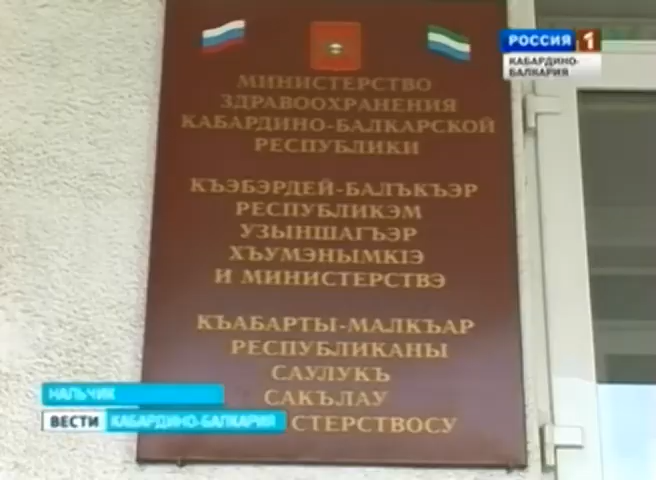 РОССИЯ 1
КАБАРДИНО-
БАЛКАРИЯ
МИНИСТЕРСТВО
ЗДРАВООХРАНЕНИЯ
КАБАРДИНО-БАЛКАРСКОЙ
РЕСПУБЛИКИ
КЪЭБЭРДЕЙ-БАЛЪКЪЭР
РЕСПУБЛИКЭМ
УЗЫНШАГЪЭР
ХЪУМЭНЫМКIЭ
И МИНИСТЕРСТВЭ
КЪАБАРТЫ-МАЛКЪАР
РЕСПУБЛИКАНЫ
САУЛУКЪ
САКЪЛАУ
СТЕРСТВОСУ
НАЛЬЧИК
ВЕСТИ КАБАРДИНО-БАЛКАРИЯ